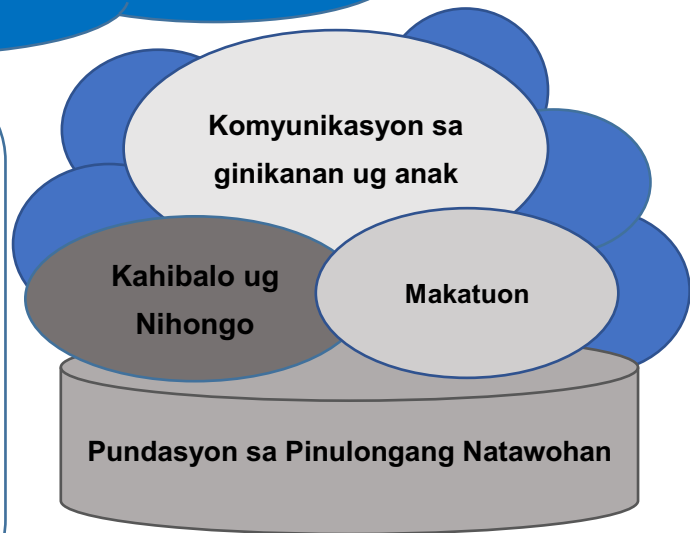 Komyunikasyon sa
ginikanan ug anak
Kahibalo ug
Nihongo
Makatuon
Pundasyon sa Pinulongang Natawohan